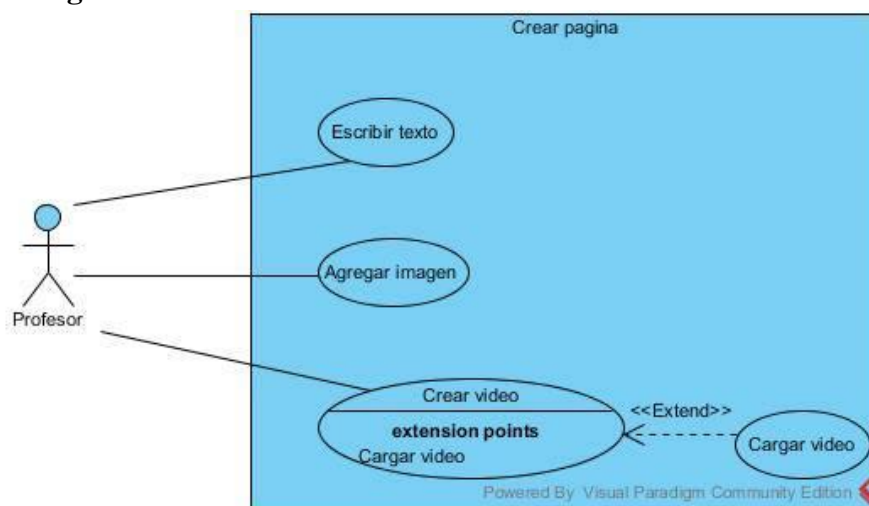 Crear pagina
Escribir texto
Agregar imagen
Profesor
Crear video
<<Extend>>
extension points
Cargar video
Cargar video
Powered By Visual Paradigm Community Edition